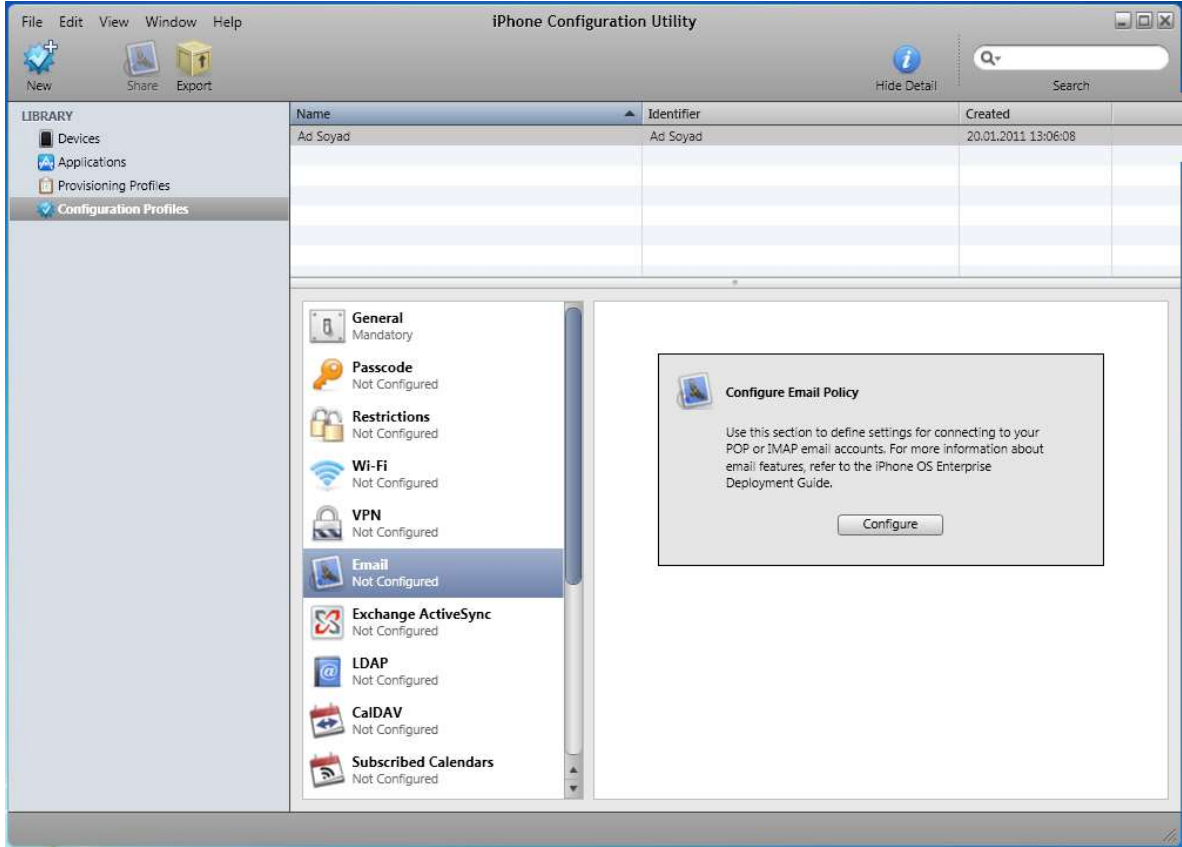 File Edit View Window Help
iPhone Configuration Utility
New
Share
Export
Hide Detail
Search
LIBRARY
Devices
Applications
Provisioning Profiles
Configuration Profiles
Name Identifier Created
Ad Soyad Ad Soyad 20.01.2011 13:06:08
General
Mandatory
Passcode
Not Configured
Restrictions
Not Configured
Wi-Fi
Not Configured
VPN
Not Configured
Email
Not Configured
Exchange ActiveSync
Not Configured
LDAP
Not Configured
CalDAV
Not Configured
Subscribed Calendars
Not Configured
Configure Email Policy
Use this section to define settings for connecting to your
POP or IMAP email accounts. For more information about
email features, refer to the iPhone OS Enterprise
Deployment Guide.
Configure